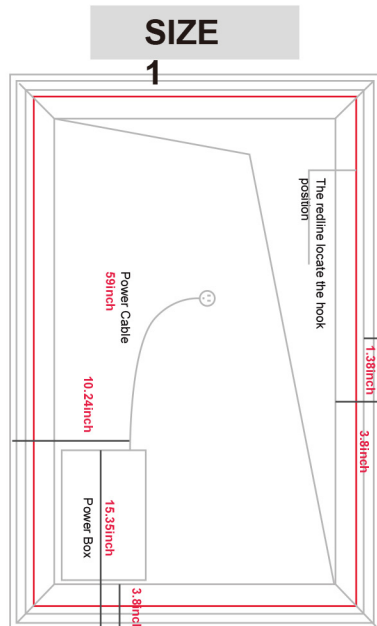 SIZE
1
The redline locate the hook
position
Power Cable
59inch
1.38inch
3.8inch
10.24inch
15.35inch
Power Box
3.8inch